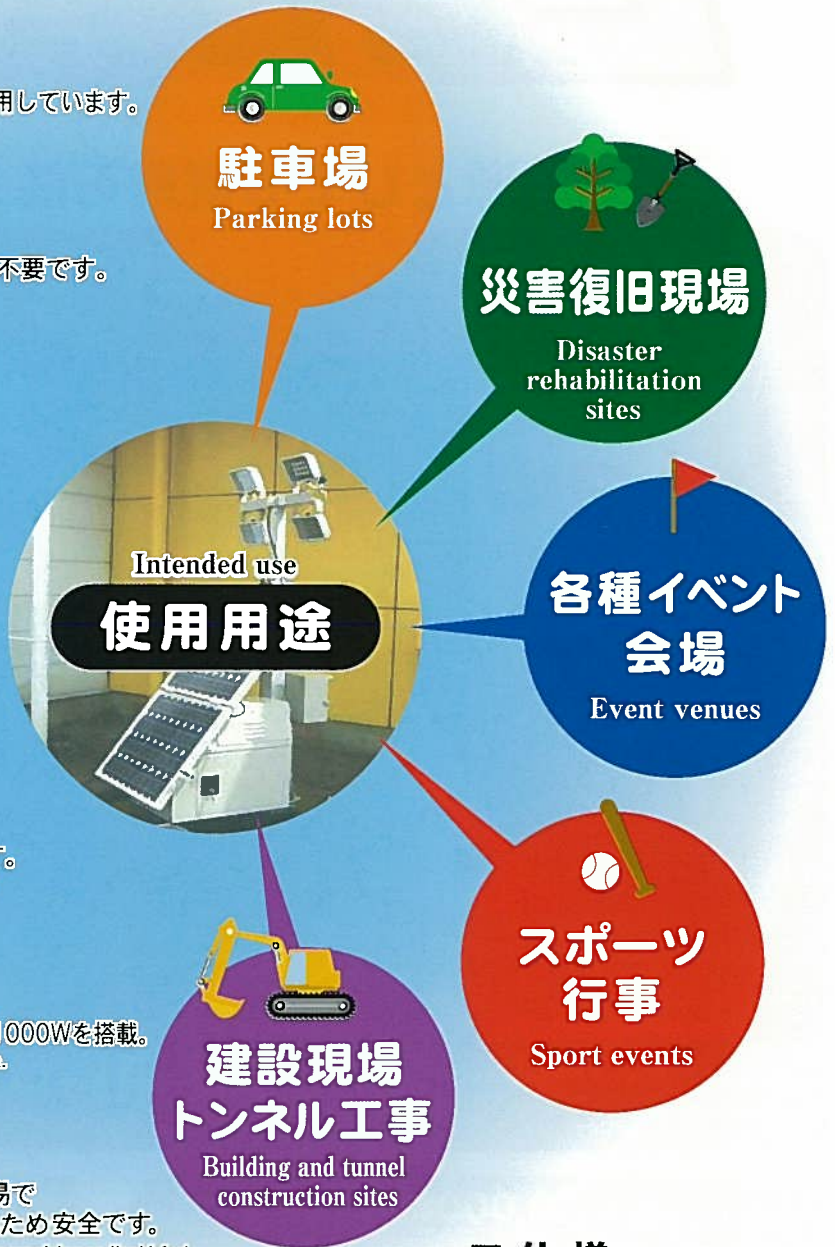 用しています。
駐車場
Parking lots
不要です。
災害復旧現場
Disaster
rehabilitation
sites
Intended use
使用用途
各種イベント
会場
Event venues
す。
スポーツ
行事
Sport events
000Wを搭載。
建設現場
トンネル工事
Building and tunnel
construction sites
易で
ため安全です。
仕様